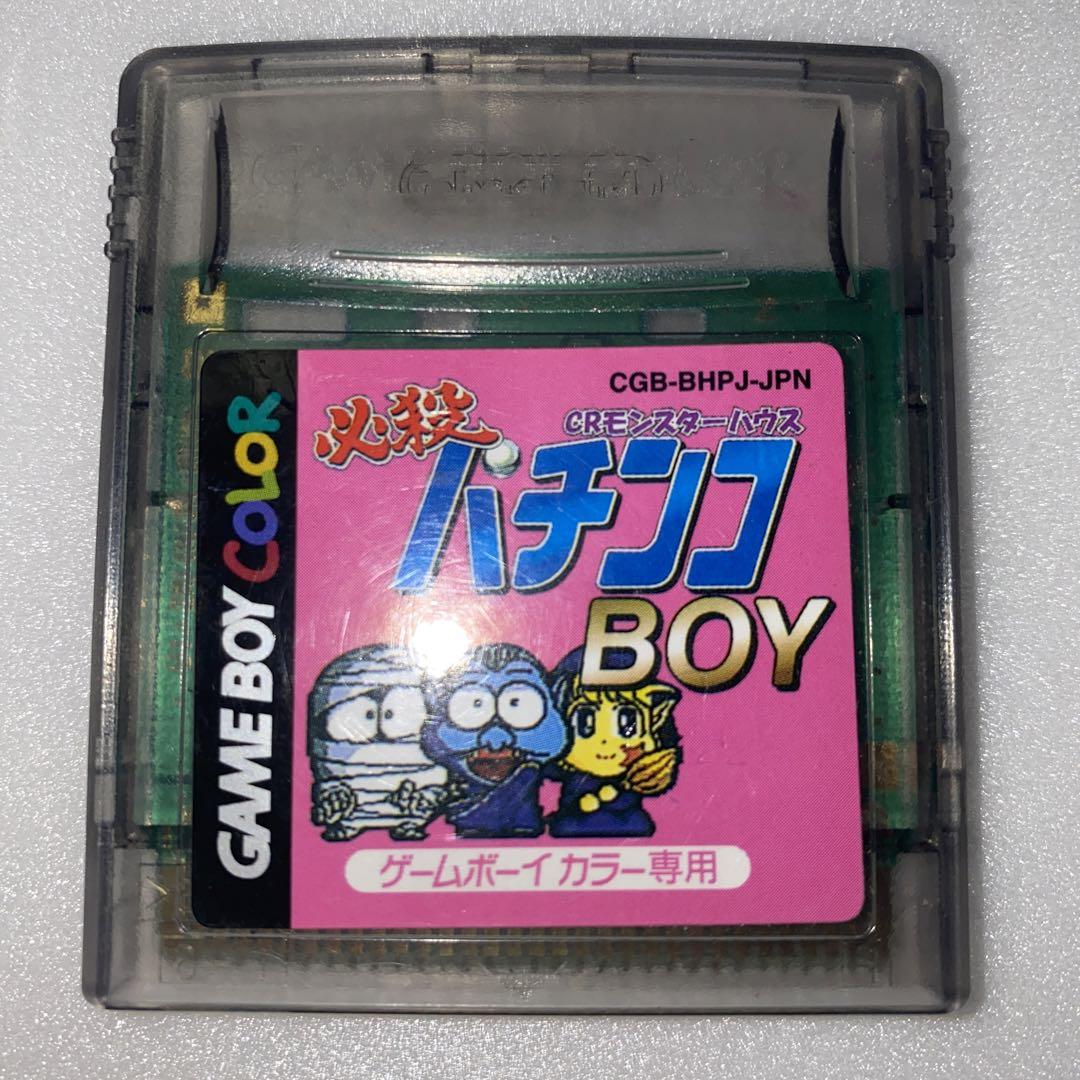 CGB-BHPJ-JPN
必殺
CRモンスターハウス
パチンコ
BOY
ゲームボーイカラー専用
GAME BOY COLOR